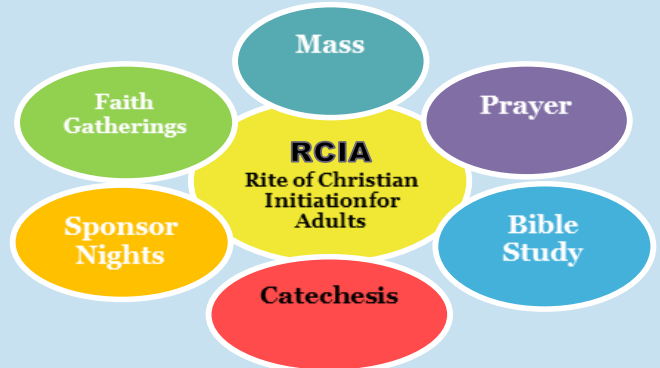 Mass
Faith
Gatherings
Prayer
RCIA
Rite of Christian
Initiationfor
Adults
Sponsor
Nights
Bible
Study
Catechesis